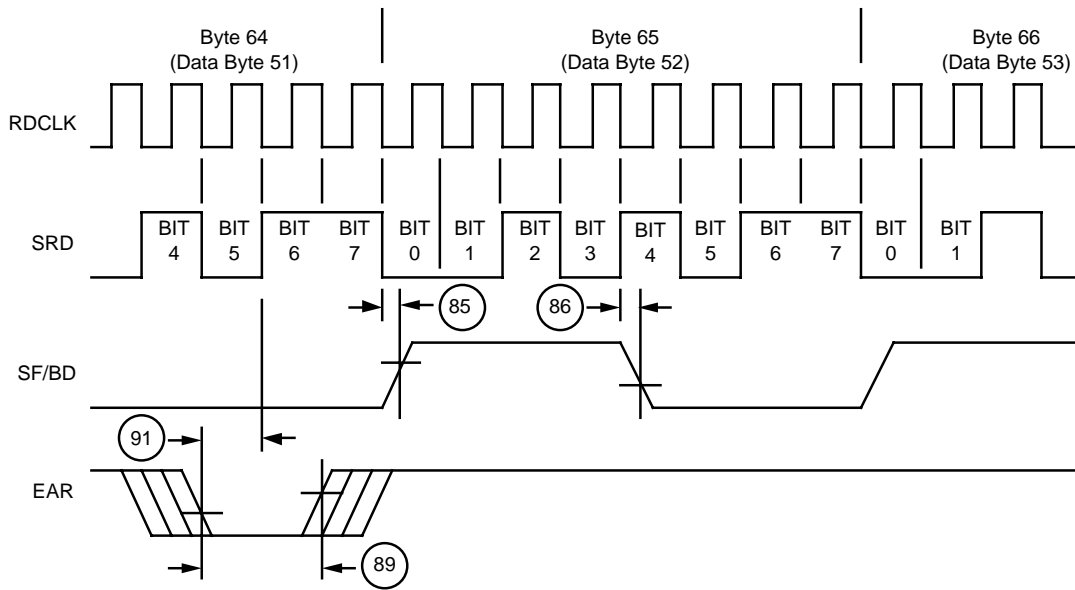 Byte 64
(Data Byte 51)
Byte 65
(Data Byte 52)
Byte 66
(Data Byte 53)
RDCLK
SRD
BIT 4
BIT 5
BIT 6
BIT 7
BIT 0
BIT 1
BIT 2
BIT 3
BIT 4
BIT 5
BIT 6
BIT 7
BIT 0
BIT 1
85
86
SF/BD
91
EAR
89